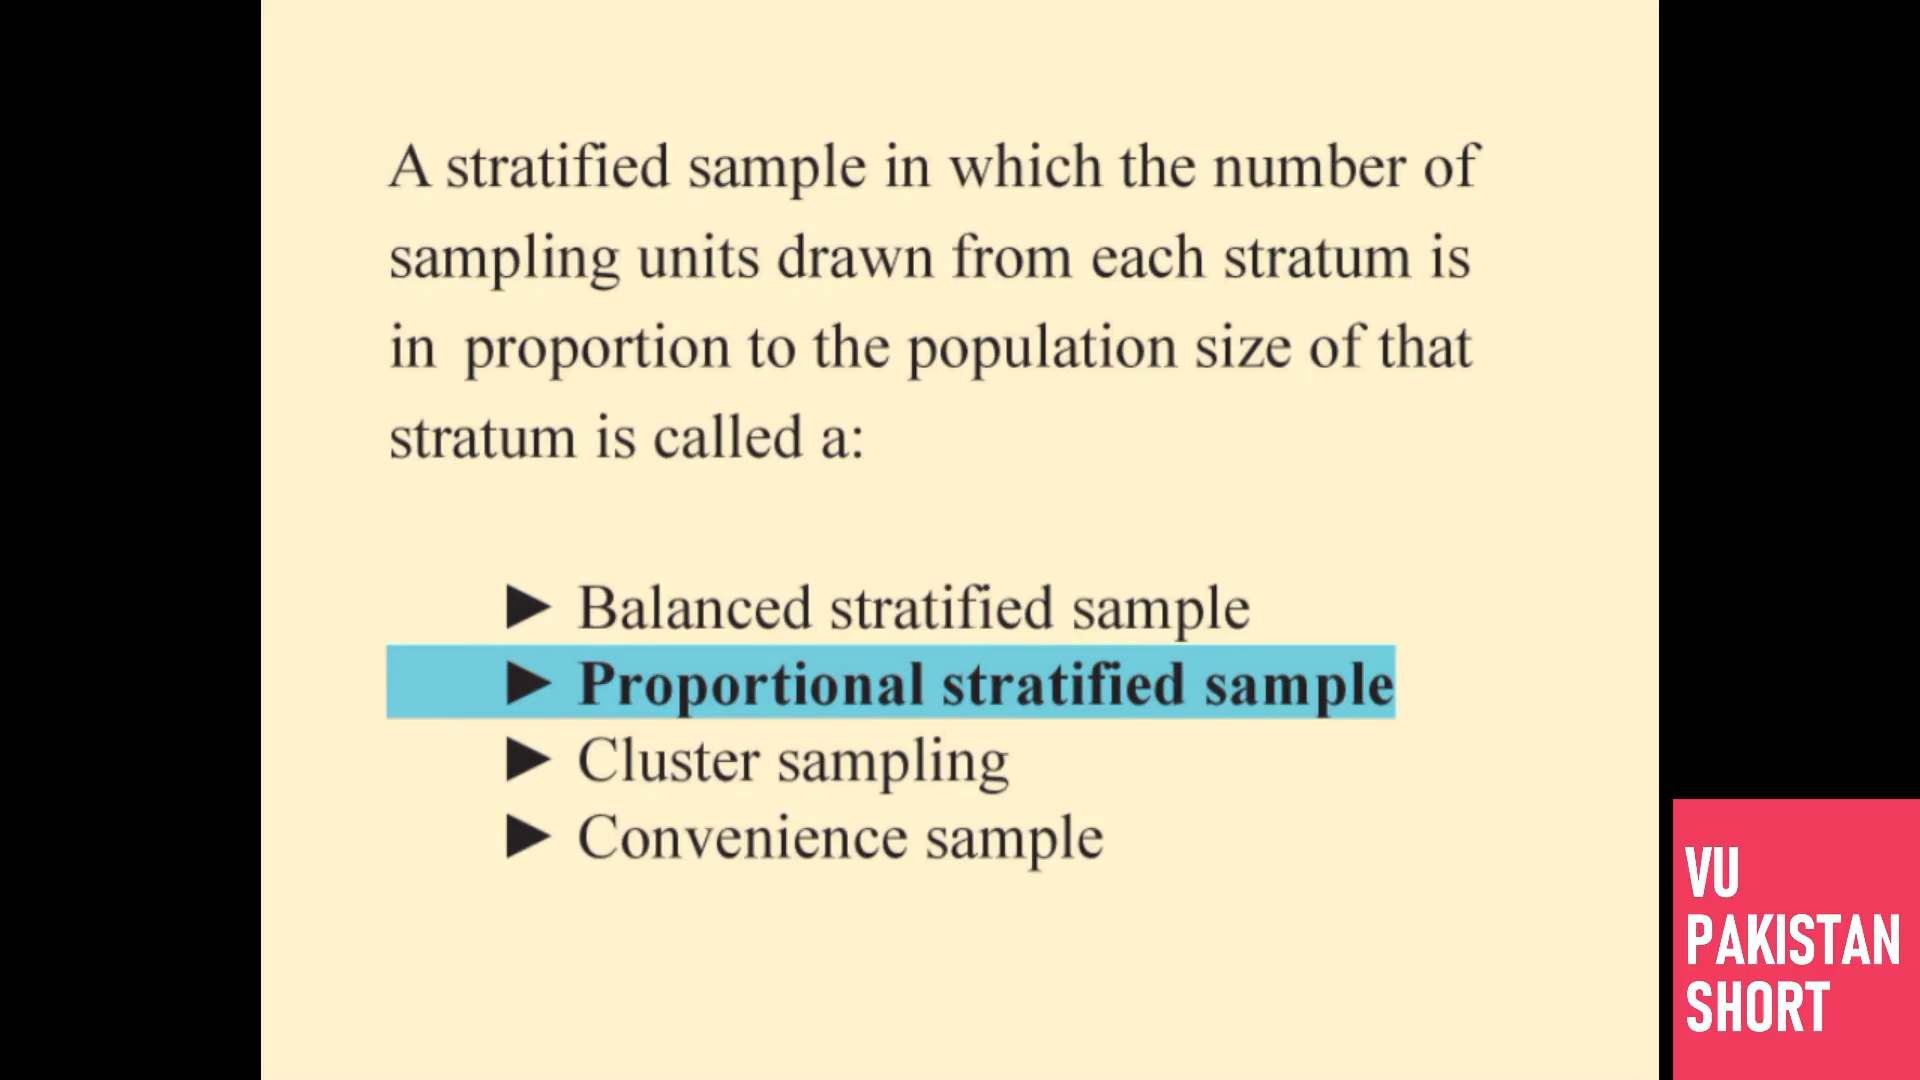 A stratified sample in which the number of
sampling units drawn from each stratum is
in proportion to the population size of that
stratum is called a:
► Balanced stratified sample
► Proportional stratified sample
► Cluster sampling
► Convenience sample
VU
PAKISTAN
SHORT